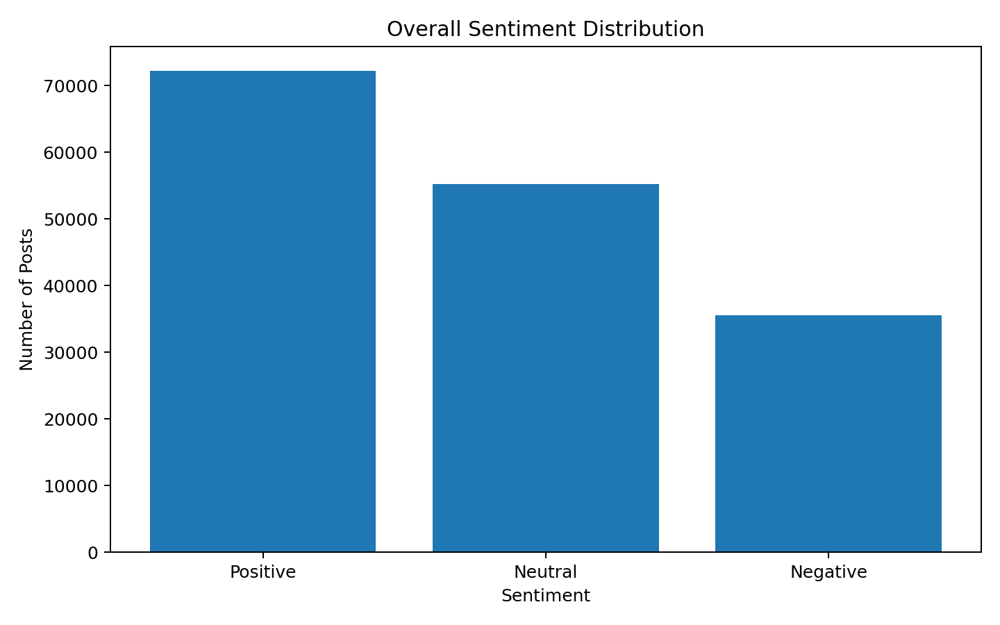 Overall Sentiment Distribution
Number of Posts
70000
60000
50000
40000
30000
20000
10000
0
Positive Neutral Negative
Sentiment